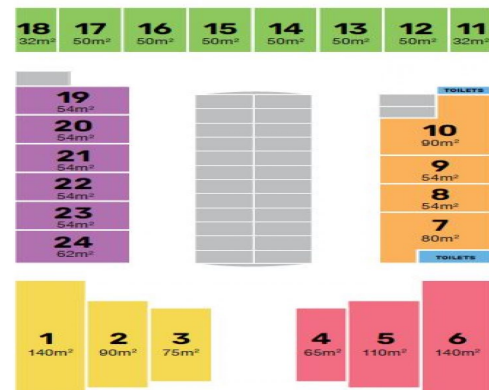 18 17 16 15 14 13 12 11
32m² 50m² 50m² 50m² 50m² 50m² 50m² 32m²
TOILETS
19
54m²
20
54m²
21
54m²
22
54m²
23
54m²
24
62m²
10
90m²
9
54m²
8
54m²
7
80m²
TOILETS
1 2 3 4 5 6
140m² 90m² 75m² 65m² 110m² 140m²